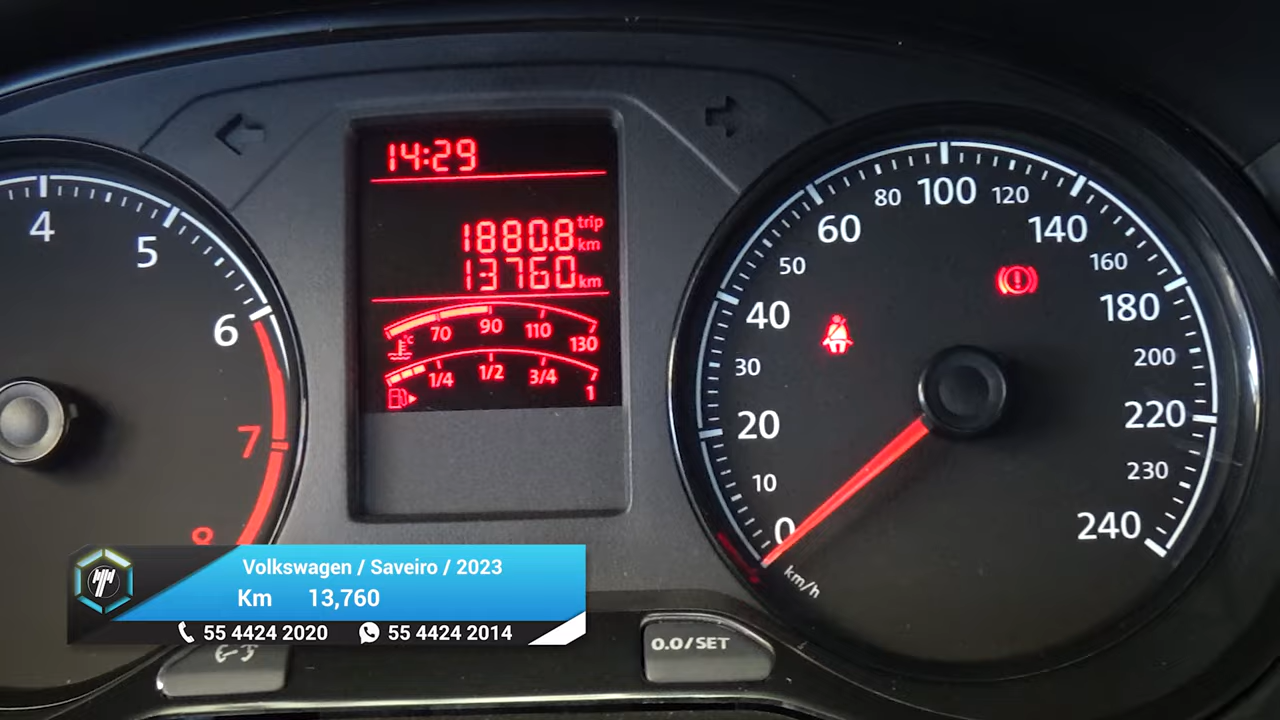 14:29
1880.8 trip km
13760 km
70 90 110 130
°C
1/4 1/2 3/4 1
4 5 6 7 8
0 10 20 30 40 50 60 80 100 120 140 160 180 200 220 230 240
km/h
Volkswagen / Saveiro / 2023
Km 13,760
55 4424 2020 55 4424 2014
0.0/SET